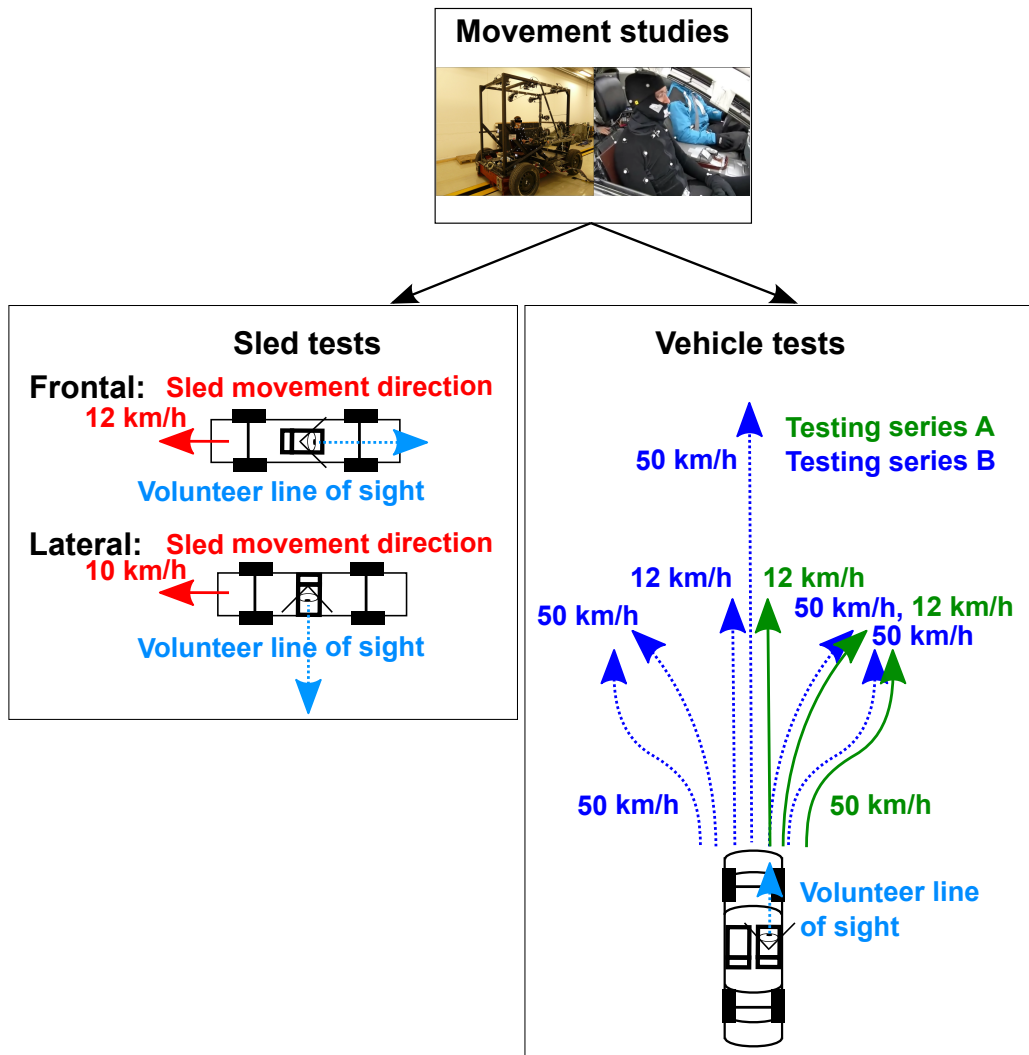 Movement studies
Sled tests
Frontal: Sled movement direction
12 km/h
Volunteer line of sight
Lateral: Sled movement direction
10 km/h
Volunteer line of sight
Vehicle tests
Testing series A
Testing series B
50 km/h
12 km/h
12 km/h
50 km/h
50 km/h, 12 km/h
50 km/h
50 km/h
50 km/h
Volunteer line
of sight